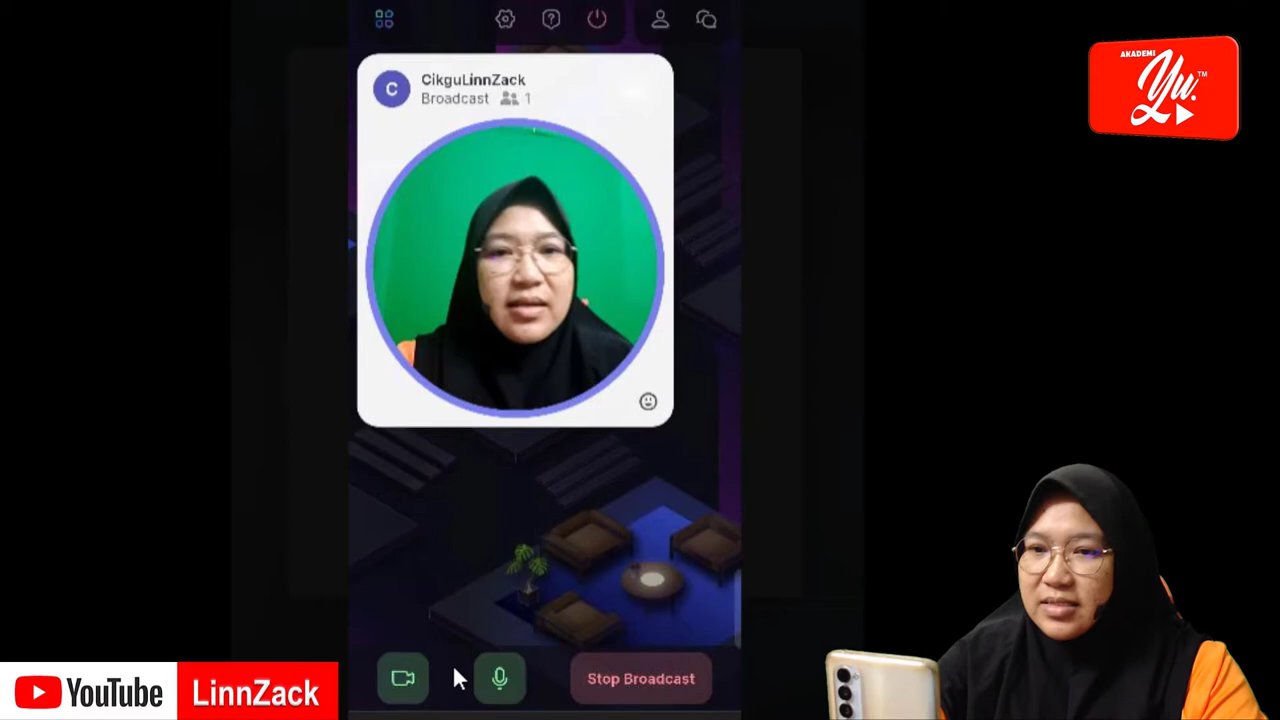 C
CikguLinnZack
Broadcast 1
AKADEMI
Yu.
TM
Stop Broadcast
YouTube
LinnZack